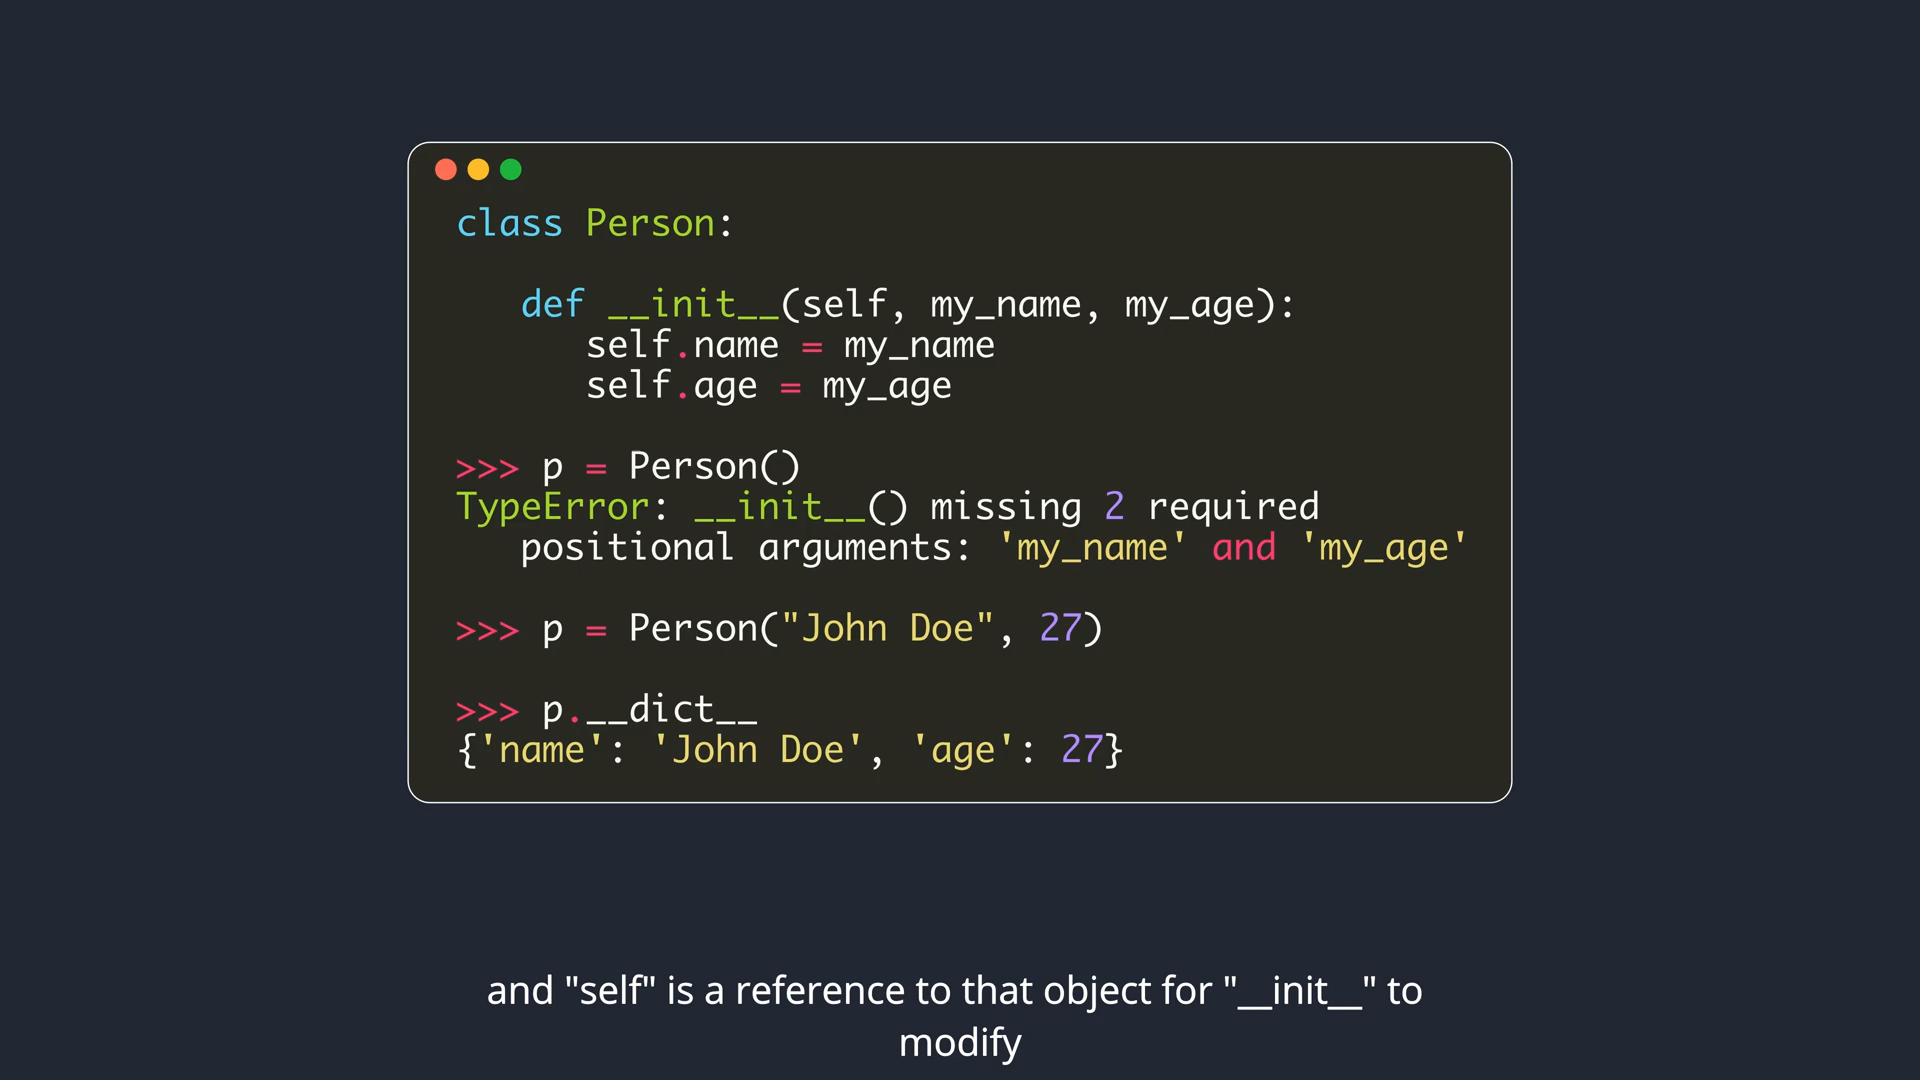 class Person:
def __init__(self, my_name, my_age):
self.name = my_name
self.age = my_age
>>> p = Person()
TypeError: __init__() missing 2 required
positional arguments: 'my_name' and 'my_age'
>>> p = Person("John Doe", 27)
>>> p.__dict__
{'name': 'John Doe', 'age': 27}
and "self" is a reference to that object for "__init__" to
modify